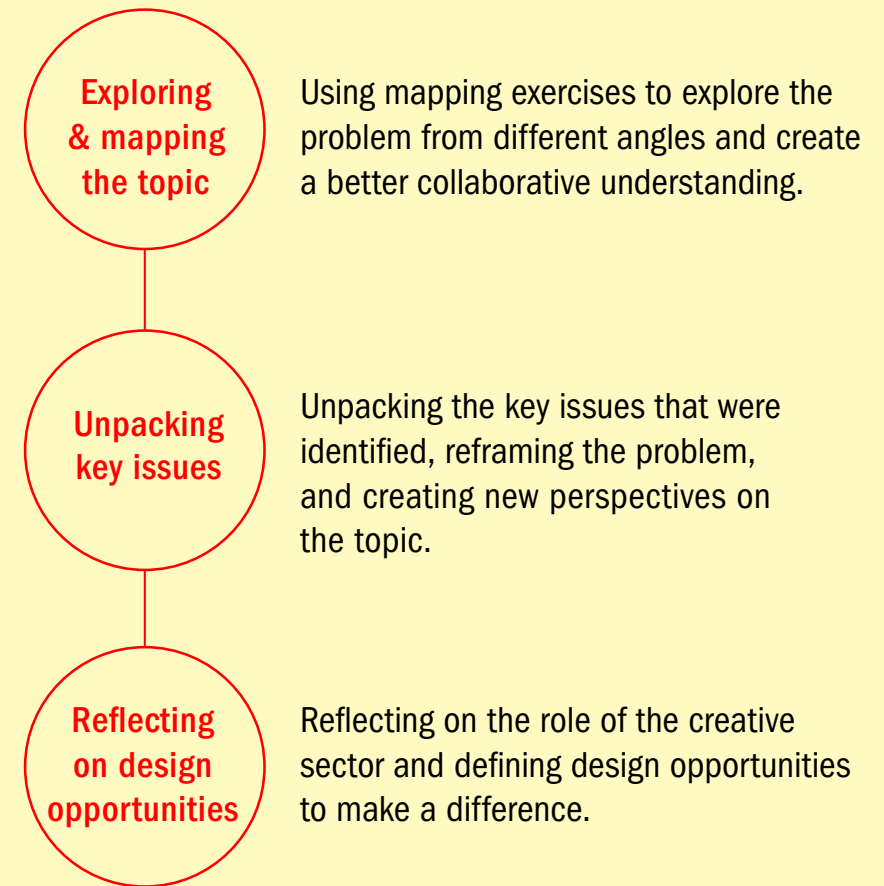 Exploring
& mapping
the topic
Using mapping exercises to explore the
problem from different angles and create
a better collaborative understanding.
Unpacking
key issues
Unpacking the key issues that were
identified, reframing the problem,
and creating new perspectives on
the topic.
Reflecting
on design
opportunities
Reflecting on the role of the creative
sector and defining design opportunities
to make a difference.